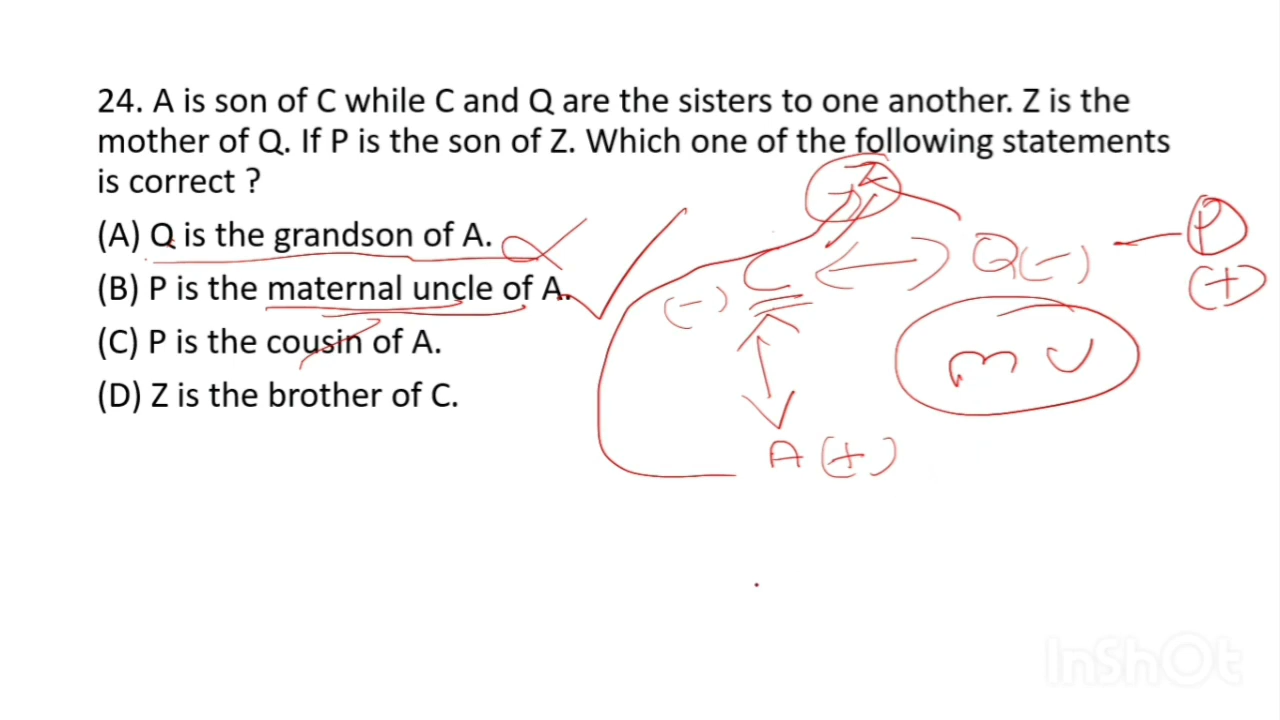 24. A is son of C while C and Q are the sisters to one another. Z is the
mother of Q. If P is the son of Z. Which one of the following statements
is correct ?
(A) Q is the grandson of A.
(B) P is the maternal uncle of A.
(C) P is the cousin of A.
(D) Z is the brother of C.
Z
P
(+)
C
Q (-)
(-)
m U
A (+)
InShOt